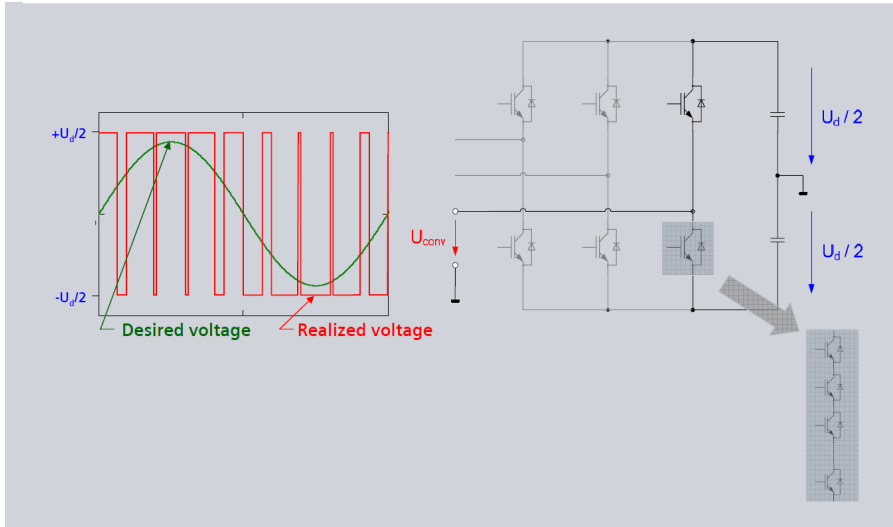 +Ud/2
-Ud/2
Desired voltage
Realized voltage
Uconv
Ud / 2
Ud / 2